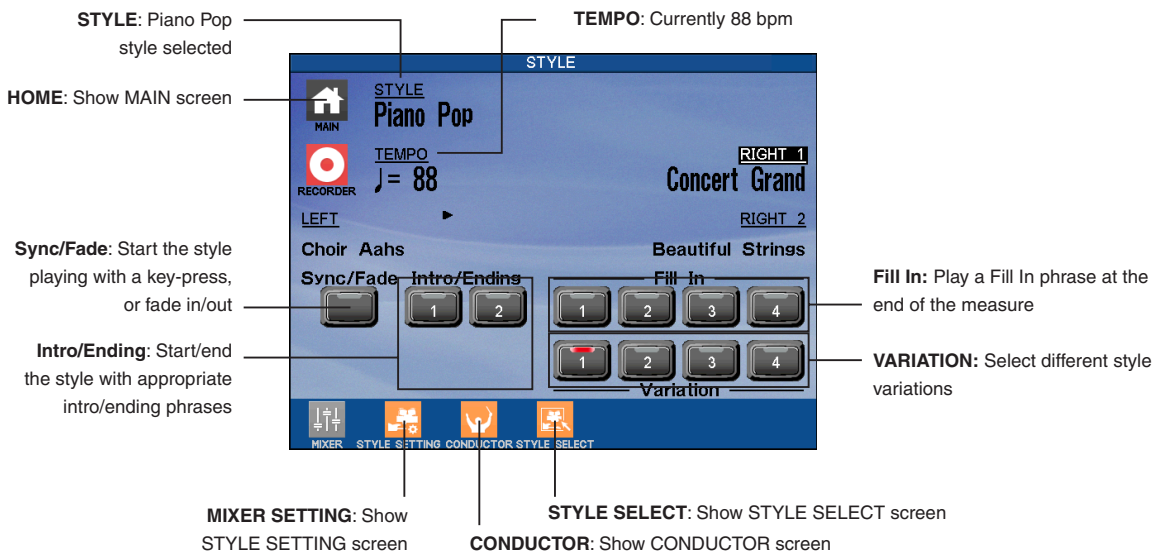 STYLE: Piano Pop
style selected
TEMPO: Currently 88 bpm
HOME: Show MAIN screen
STYLE
STYLE
Piano Pop
MAIN
TEMPO
♩= 88
RECORDER
RIGHT 1
Concert Grand
LEFT
RIGHT 2
Choir Aahs
Beautiful Strings
Sync/Fade Intro/Ending
Fill In
1 2
1 2 3 4
1 2 3 4
Variation
MIXER STYLE SETTING CONDUCTOR STYLE SELECT
Sync/Fade: Start the style
playing with a key-press,
or fade in/out
Intro/Ending: Start/end
the style with appropriate
intro/ending phrases
Fill In: Play a Fill In phrase at the
end of the measure
VARIATION: Select different style
variations
MIXER SETTING: Show
STYLE SETTING screen
STYLE SELECT: Show STYLE SELECT screen
CONDUCTOR: Show CONDUCTOR screen